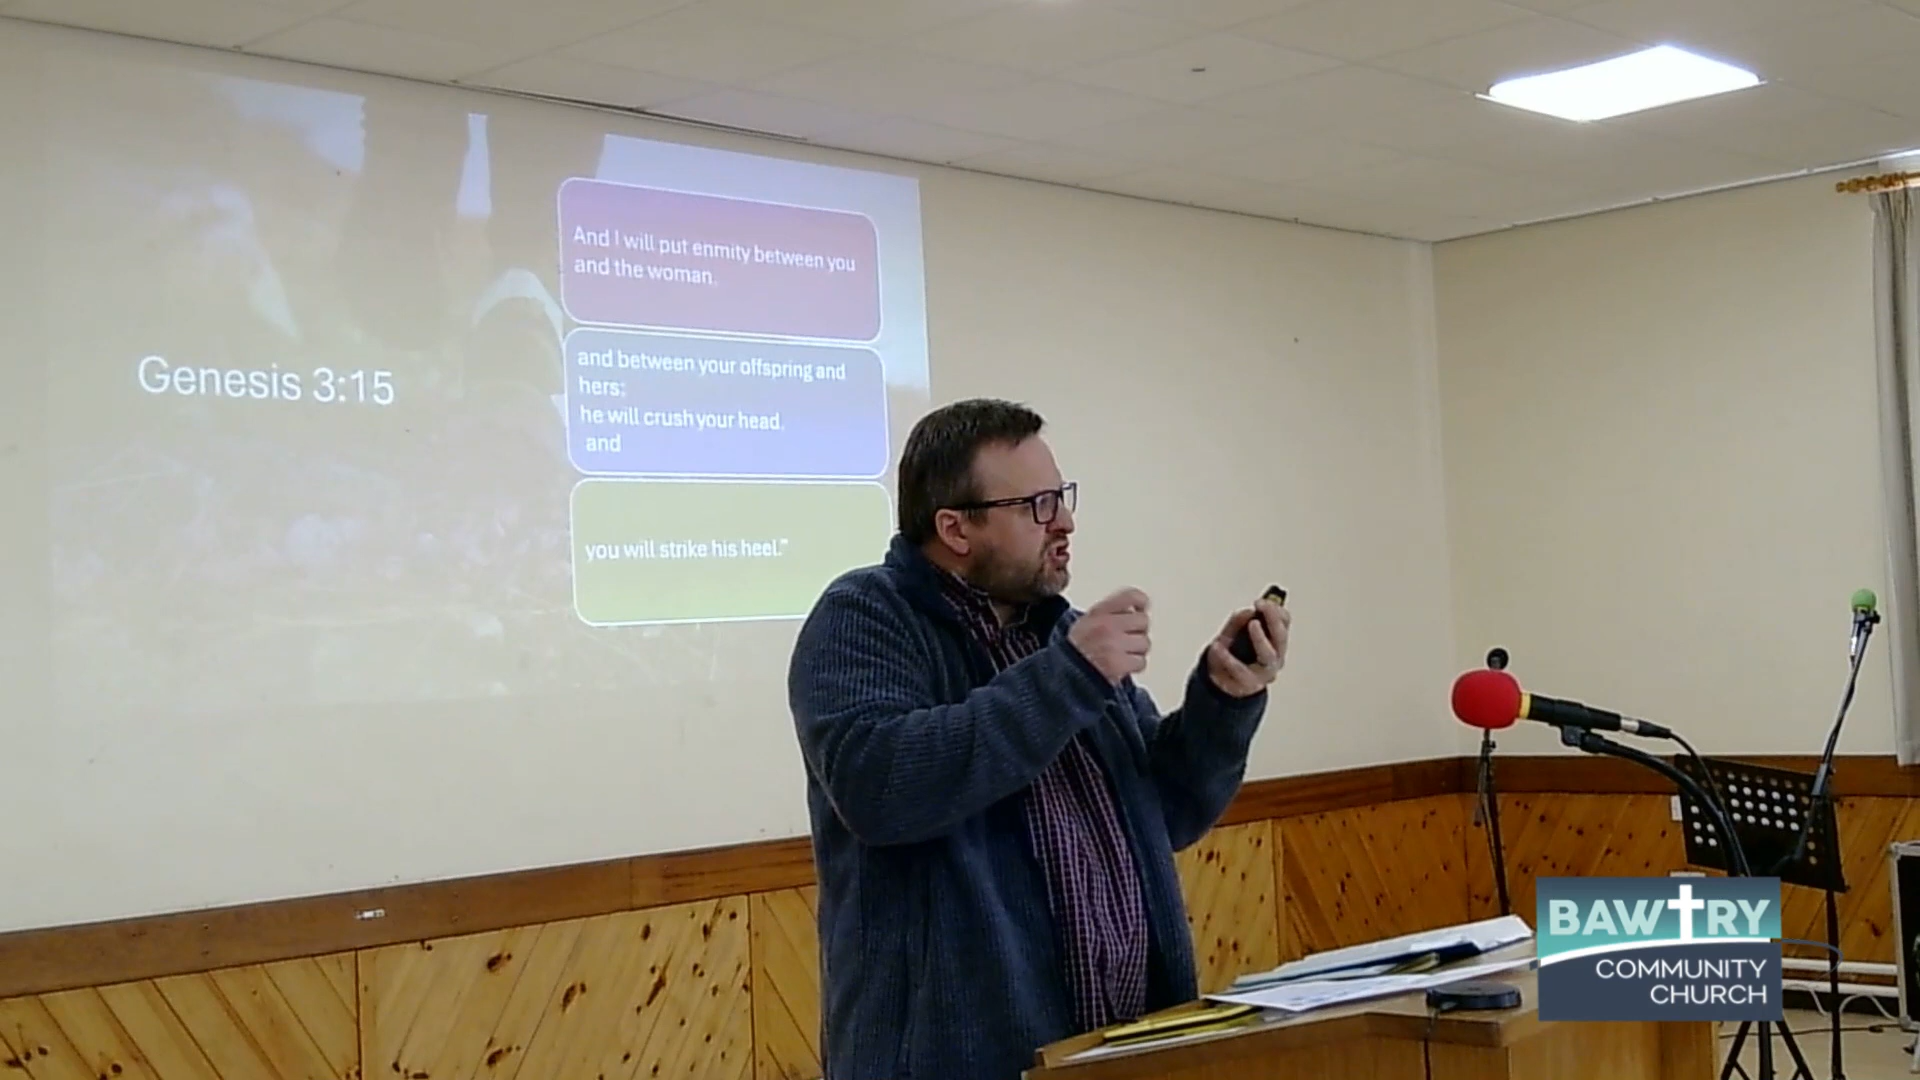 Genesis 3:15
And I will put enmity between you
and the woman,
and between your offspring and
hers;
he will crush your head,
and
you will strike his heel.”
BAWTRY
COMMUNITY
CHURCH